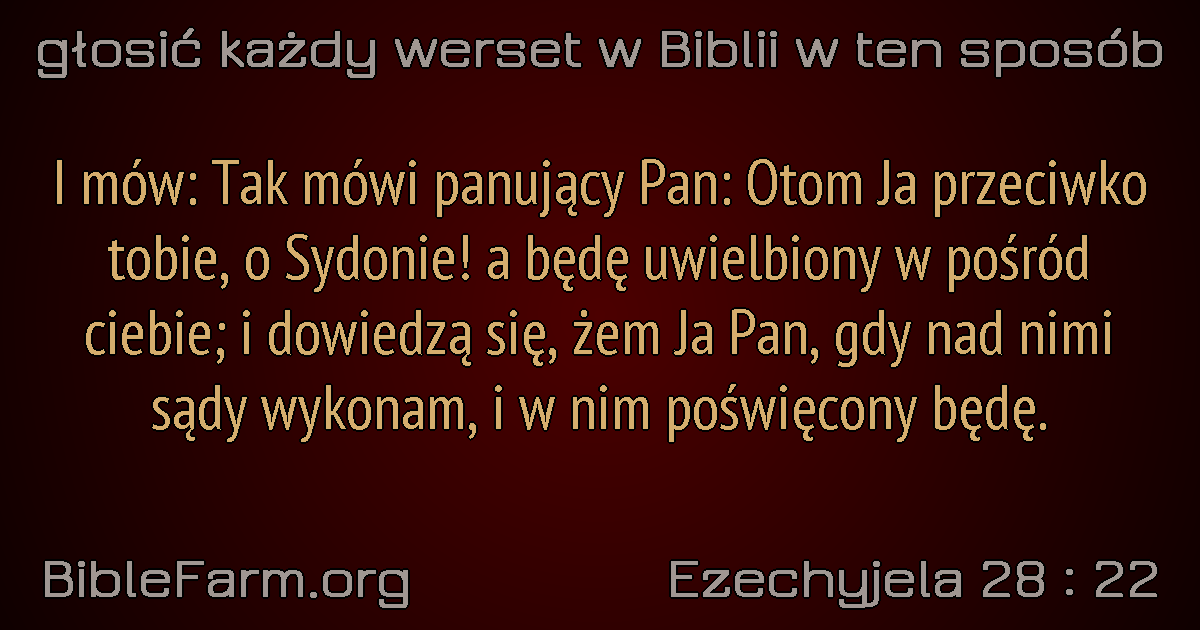 głosić każdy werset w Biblii w ten sposób
I mów: Tak mówi panujący Pan: Otom Ja przeciwko
tobie, o Sydonie! a będę uwielbiony w pośród
ciebie; i dowiedzą się, żem Ja Pan, gdy nad nimi
sądy wykonam, i w nim poświęcony będę.
BibleFarm.org
Ezechyjela 28 : 22